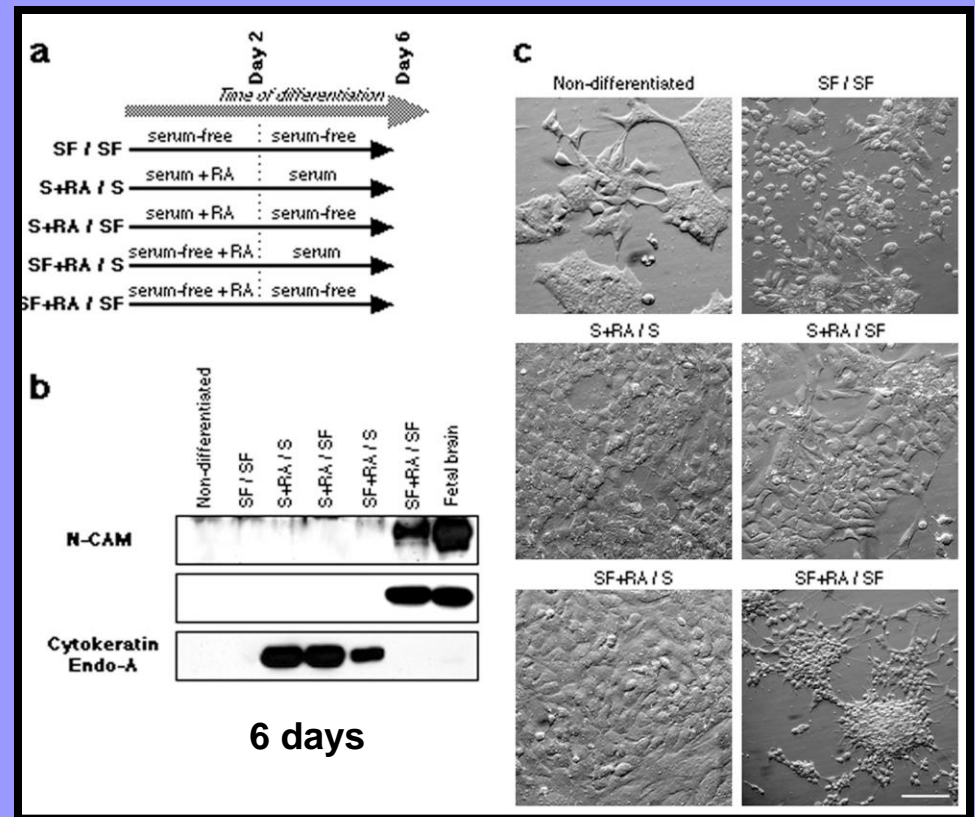 a
Day 2
Day 6
Time of differentiation
SF / SF serum-free serum-free
S+RA / S serum +RA serum
S+RA / SF serum +RA serum-free
SF+RA / S serum-free +RA serum
SF+RA / SF serum-free +RA serum-free
b
Non-differentiated
SF / SF
S+RA / S
S+RA / SF
SF+RA / S
SF+RA / SF
Fetal brain
N-CAM
Cytokeratin
Endo-A
6 days
c
Non-differentiated SF / SF
S+RA / S S+RA / SF
SF+RA / S SF+RA / SF